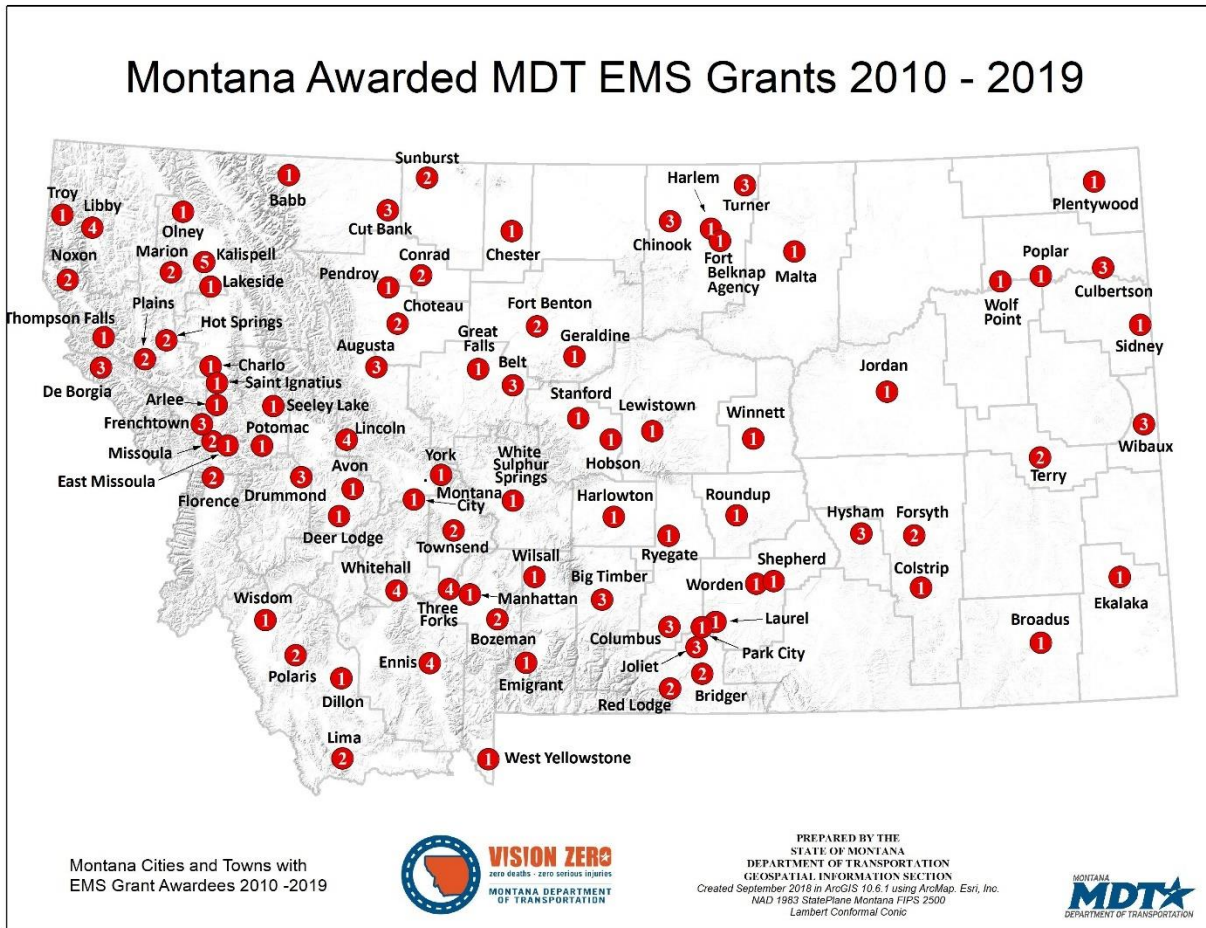 Montana Awarded MDT EMS Grants 2010 - 2019
Sunburst
2
Harlem
3
Turner
1
Plentywood
1
Babb
Troy
1
Libby
4
1
Olney
3
Cut Bank
1
Chester
3
Chinook
1
1
Fort
Belknap
Agency
1
Malta
Noxon
2
Marion
2
5
Kalispell
1
Lakeside
Conrad
2
Pendroy
1
Choteau
2
Poplar
1
1
Wolf
Point
3
Culbertson
1
Sidney
Thompson Falls
1
Plains
2
Hot Springs
2
3
De Borgia
Augusta
3
Great
Falls
1
Belt
3
Fort Benton
2
Geraldine
1
Jordan
1
1
Charlo
1
Saint Ignatius
Arlee
1
1
Seeley Lake
Frenchtown
3
Potomac
1
Missoula
2
1
East Missoula
Lincoln
4
Stanford
1
1
Hobson
Lewistown
1
Winnett
1
3
Wibaux
2
Terry
2
Florence
3
Drummond
Avon
1
1
Deer Lodge
York
1
1
Montana
City
White
Sulphur
Springs
1
Harlowton
1
Roundup
1
1
Ryegate
2
Townsend
Hysham
3
Forsyth
2
Colstrip
1
Wisdom
1
Whitehall
4
4
Three
Forks
1
Manhattan
Wilsall
1
2
Bozeman
Big Timber
3
Shepherd
Worden
1
1
1
Ekalaka
Broadus
1
2
Polaris
1
Dillon
Ennis
4
1
Emigrant
Columbus
3
1
1
Laurel
Park City
Joliet
3
2
Bridger
2
Red Lodge
Lima
2
1
West Yellowstone
Montana Cities and Towns with
EMS Grant Awardees 2010 -2019
VISION ZERO
zero deaths · zero serious injuries
MONTANA DEPARTMENT
OF TRANSPORTATION
PREPARED BY THE
STATE OF MONTANA
DEPARTMENT OF TRANSPORTATION
GEOSPATIAL INFORMATION SECTION
Created September 2018 in ArcGIS 10.6.1 using ArcMap. Esri, Inc.
NAD 1983 StatePlane Montana FIPS 2500
Lambert Conformal Conic
MONTANA
MDT
DEPARTMENT OF TRANSPORTATION